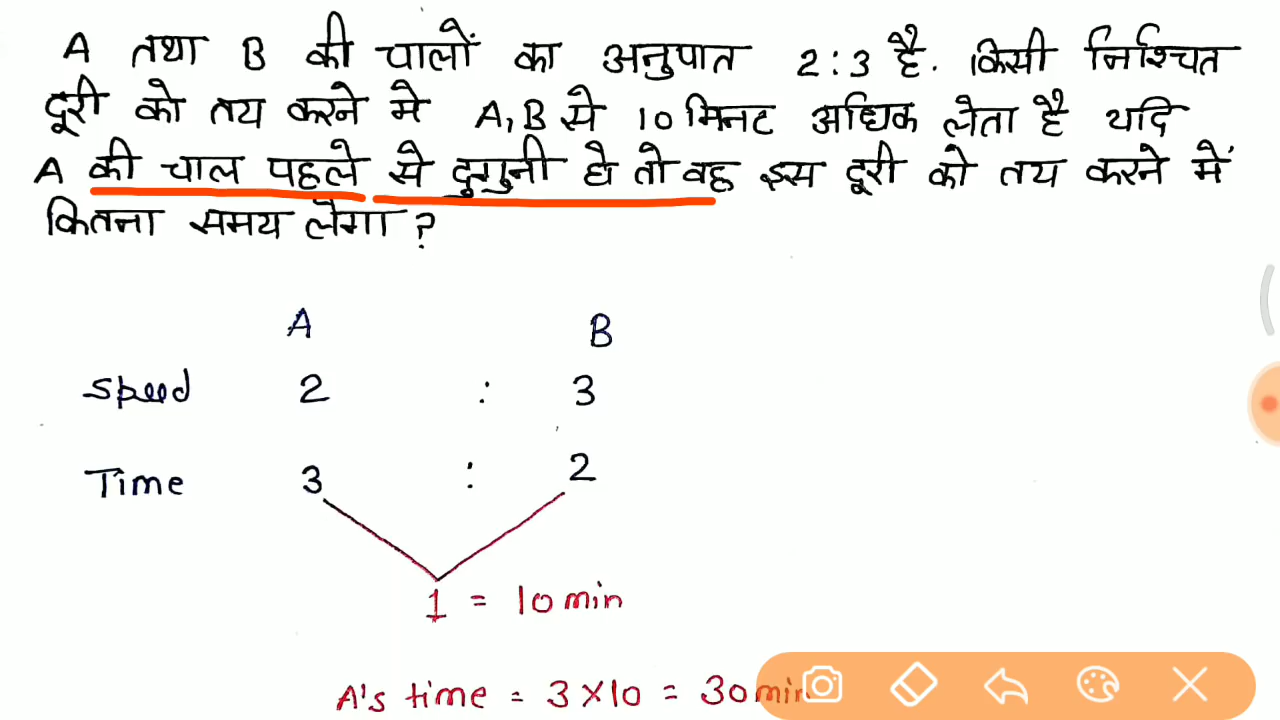 A तथा B की चालों का अनुपात 2:3 है. किसी निश्चित
दूरी को तय करने मे A,B से 10 मिनट अधिक लेता है यदि
A की चाल पहले से दुगुनी हो तो वह इस दूरी को तय करने में
कितना समय लेगा?
A B
Speed 2 : 3
Time 3 : 2
1 = 10 min
A's time = 3 X 10 = 30 min